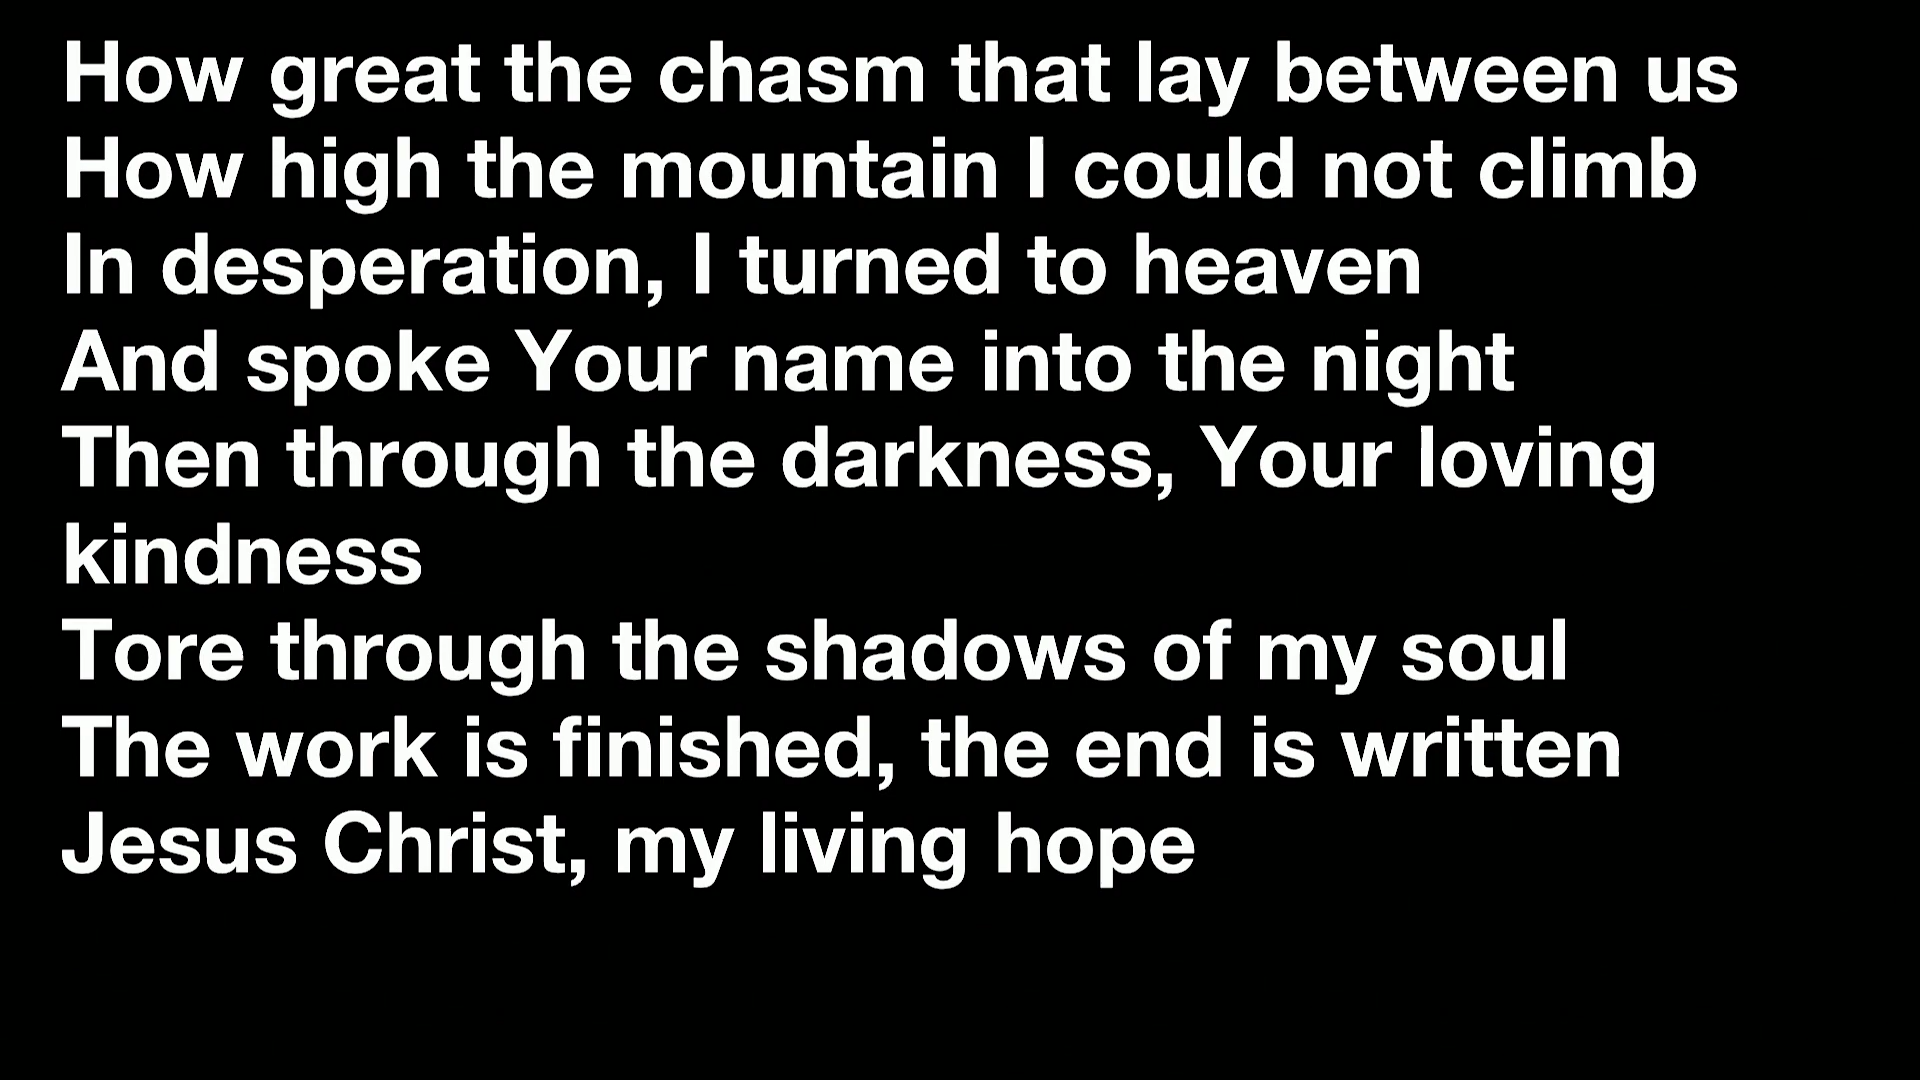 How great the chasm that lay between us
How high the mountain I could not climb
In desperation, I turned to heaven
And spoke Your name into the night
Then through the darkness, Your loving
kindness
Tore through the shadows of my soul
The work is finished, the end is written
Jesus Christ, my living hope